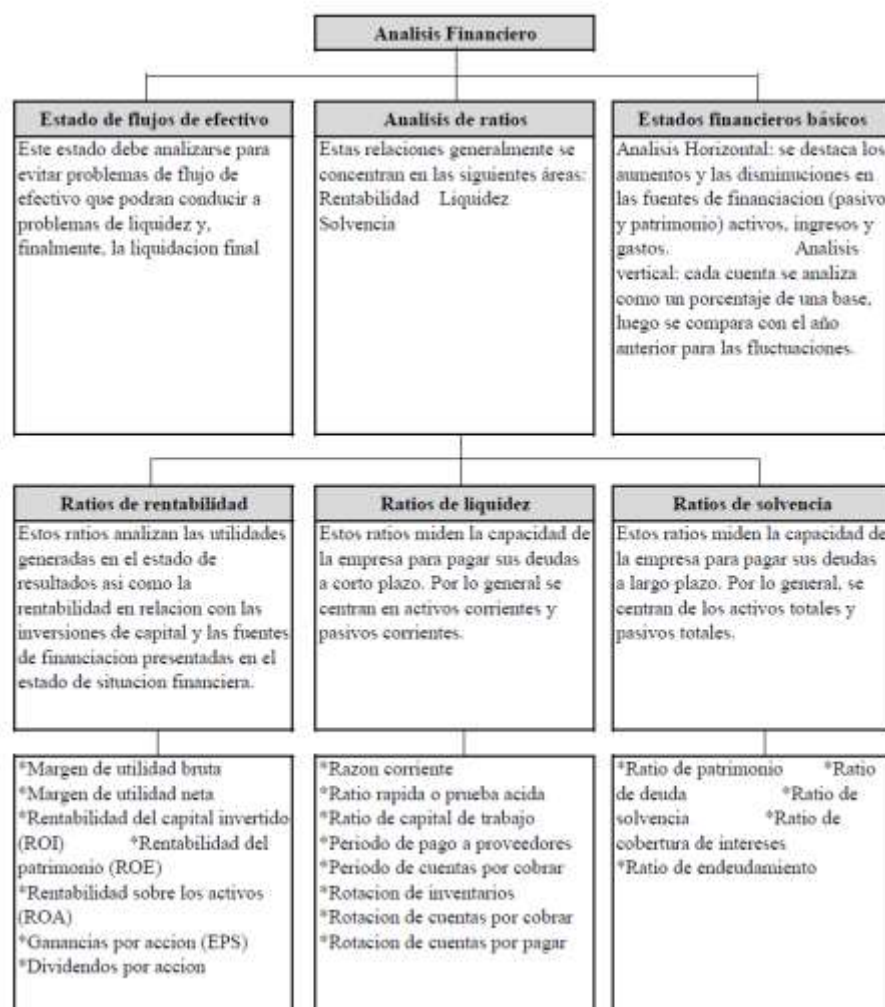 Analisis Financiero
Estado de flujos de efectivo
Este estado debe analizarse para
evitar problemas de flujo de
efectivo que podran conducir a
problemas de liquidez y,
finalmente, la liquidacion final
Analisis de ratios
Estas relaciones generalmente se
concentran en las siguientes áreas:
Rentabilidad Liquidez
Solvencia
Estados financieros básicos
Analisis Horizontal: se destaca los
aumentos y las disminuciones en
las fuentes de financiacion (pasivo
y patrimonio) activos, ingresos y
gastos. Analisis
vertical: cada cuenta se analiza
como un porcentaje de una base,
luego se compara con el año
anterior para las fluctuaciones.
Ratios de rentabilidad
Estos ratios analizan las utilidades
generadas en el estado de
resultados asi como la
rentabilidad en relacion con las
inversiones de capital y las fuentes
de financiacion presentadas en el
estado de situacion financiera.
Ratios de liquidez
Estos ratios miden la capacidad de
la empresa para pagar sus deudas
a corto plazo. Por lo general se
centran en activos corrientes y
pasivos corrientes.
Ratios de solvencia
Estos ratios miden la capacidad de
la empresa para pagar sus deudas
a largo plazo. Por lo general, se
centran de los activos totales y
pasivos totales.
*Margen de utilidad bruta
*Margen de utilidad neta
*Rentabilidad del capital invertido
(ROI) *Rentabilidad del
patrimonio (ROE)
*Rentabilidad sobre los activos
(ROA)
*Ganancias por accion (EPS)
*Dividendos por accion
*Razon corriente
*Ratio rapida o prueba acida
*Ratio de capital de trabajo
*Periodo de pago a proveedores
*Periodo de cuentas por cobrar
*Rotacion de inventarios
*Rotacion de cuentas por cobrar
*Rotacion de cuentas por pagar
*Ratio de patrimonio *Ratio
de deuda *Ratio de
solvencia *Ratio de
cobertura de intereses
*Ratio de endeudamiento